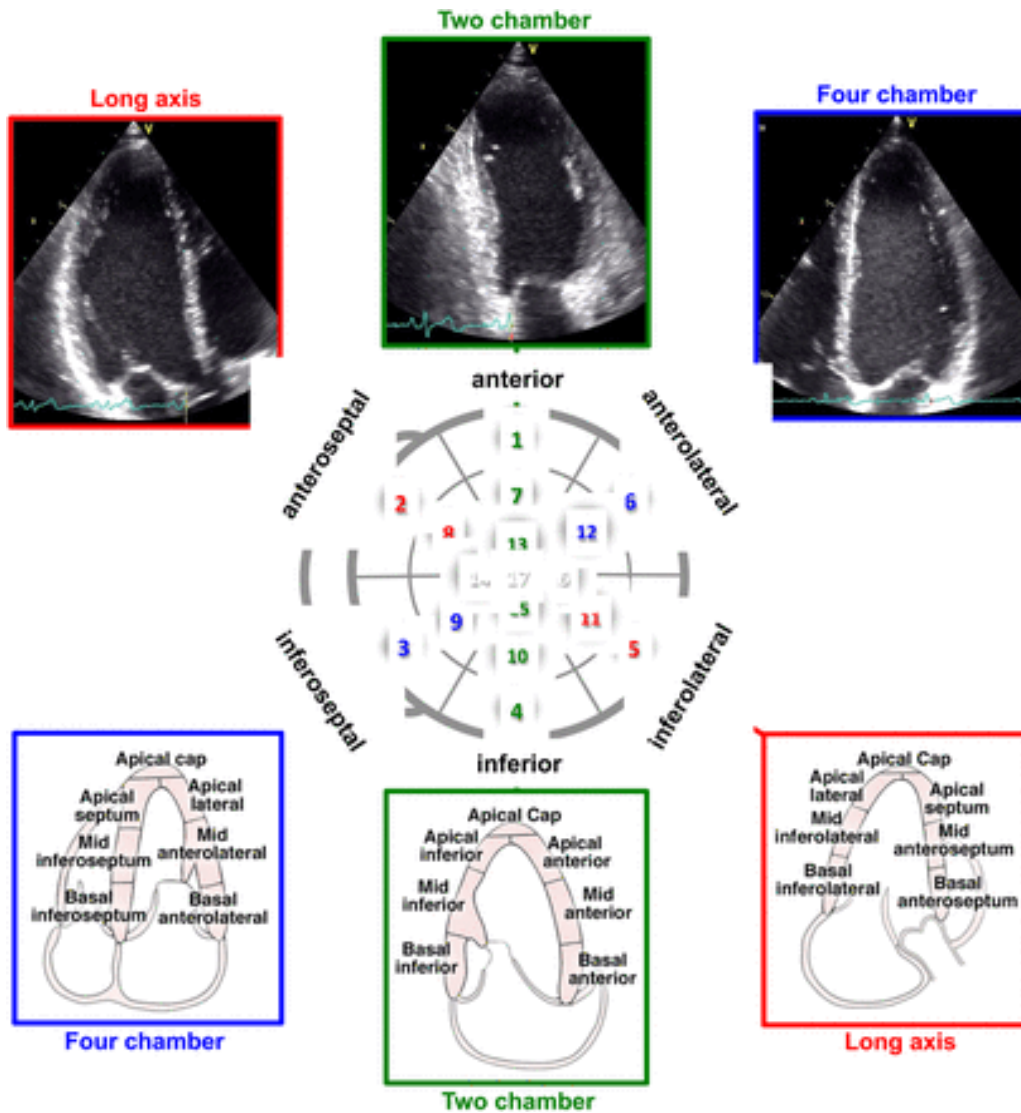 Two chamber
Long axis
Four chamber
V
V
V
anterior
anteroseptal
anterolateral
1
7
2
6
8
12
13
14
17
9
11
3
5
10
4
inferoseptal
inferolateral
inferior
Apical cap
Apical
septum
Apical
lateral
Mid
inferoseptum
Mid
anterolateral
Basal
inferoseptum
Basal
anterolateral
Four chamber
Apical Cap
Apical
inferior
Apical
anterior
Mid
inferior
Mid
anterior
Basal
inferior
Basal
anterior
Two chamber
Apical Cap
Apical
lateral
Apical
septum
Mid
inferolateral
Mid
anteroseptum
Basal
inferolateral
Basal
anteroseptum
Long axis